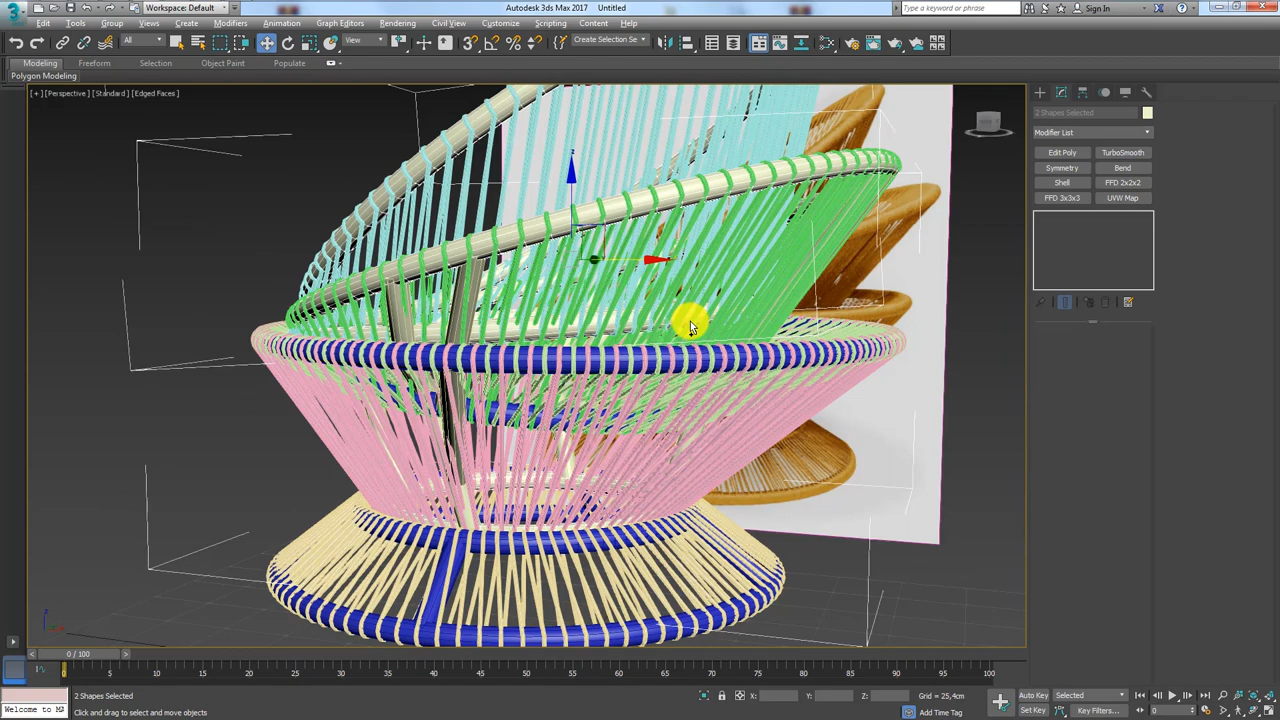 Workspace: Default
Autodesk 3ds Max 2017 Untitled
Type a keyword or phrase
Sign In
Edit Tools Group Views Create Modifiers Animation Graph Editors Rendering Civil View Customize Scripting Content Help
All
View
Create Selection Se
Modeling Freeform Selection Object Paint Populate
Polygon Modeling
[+] [Perspective] [Standard] [Edged Faces]
2 Shapes Selected
Modifier List
Edit Poly TurboSmooth
Symmetry Bend
Shell FFD 2x2x2
FFD 3x3x3 UVW Map
0 / 100
0 5 10 15 20 25 30 35 40 45 50 55 60 65 70 75 80 85 90 95 100
2 Shapes Selected
X: Y: Z: Grid = 25,4cm
Auto Key Selected
Welcome to M
Click and drag to select and move objects
Add Time Tag
Set Key Key Filters... 0